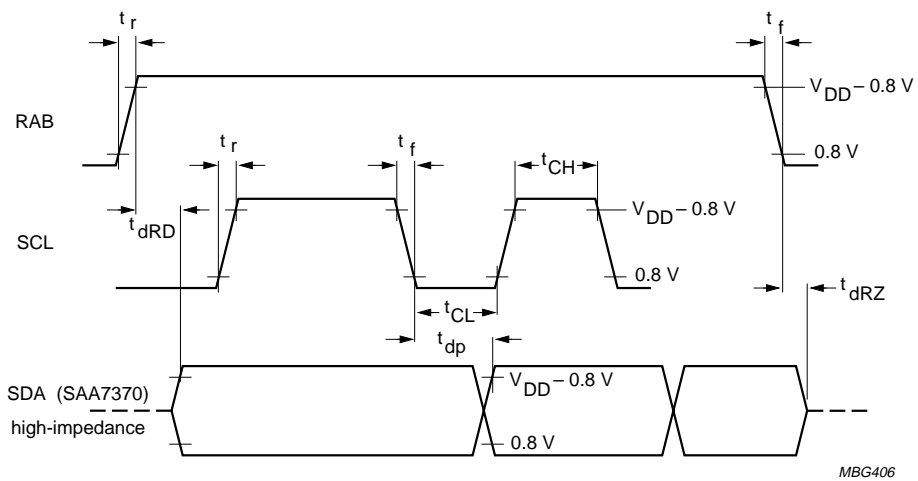 t r
t f
V DD – 0.8 V
RAB
0.8 V
t r
t f
t CH
V DD – 0.8 V
t dRD
SCL
0.8 V
t dRZ
t CL
t dp
SDA (SAA7370)
V DD – 0.8 V
high-impedance
0.8 V
MBG406